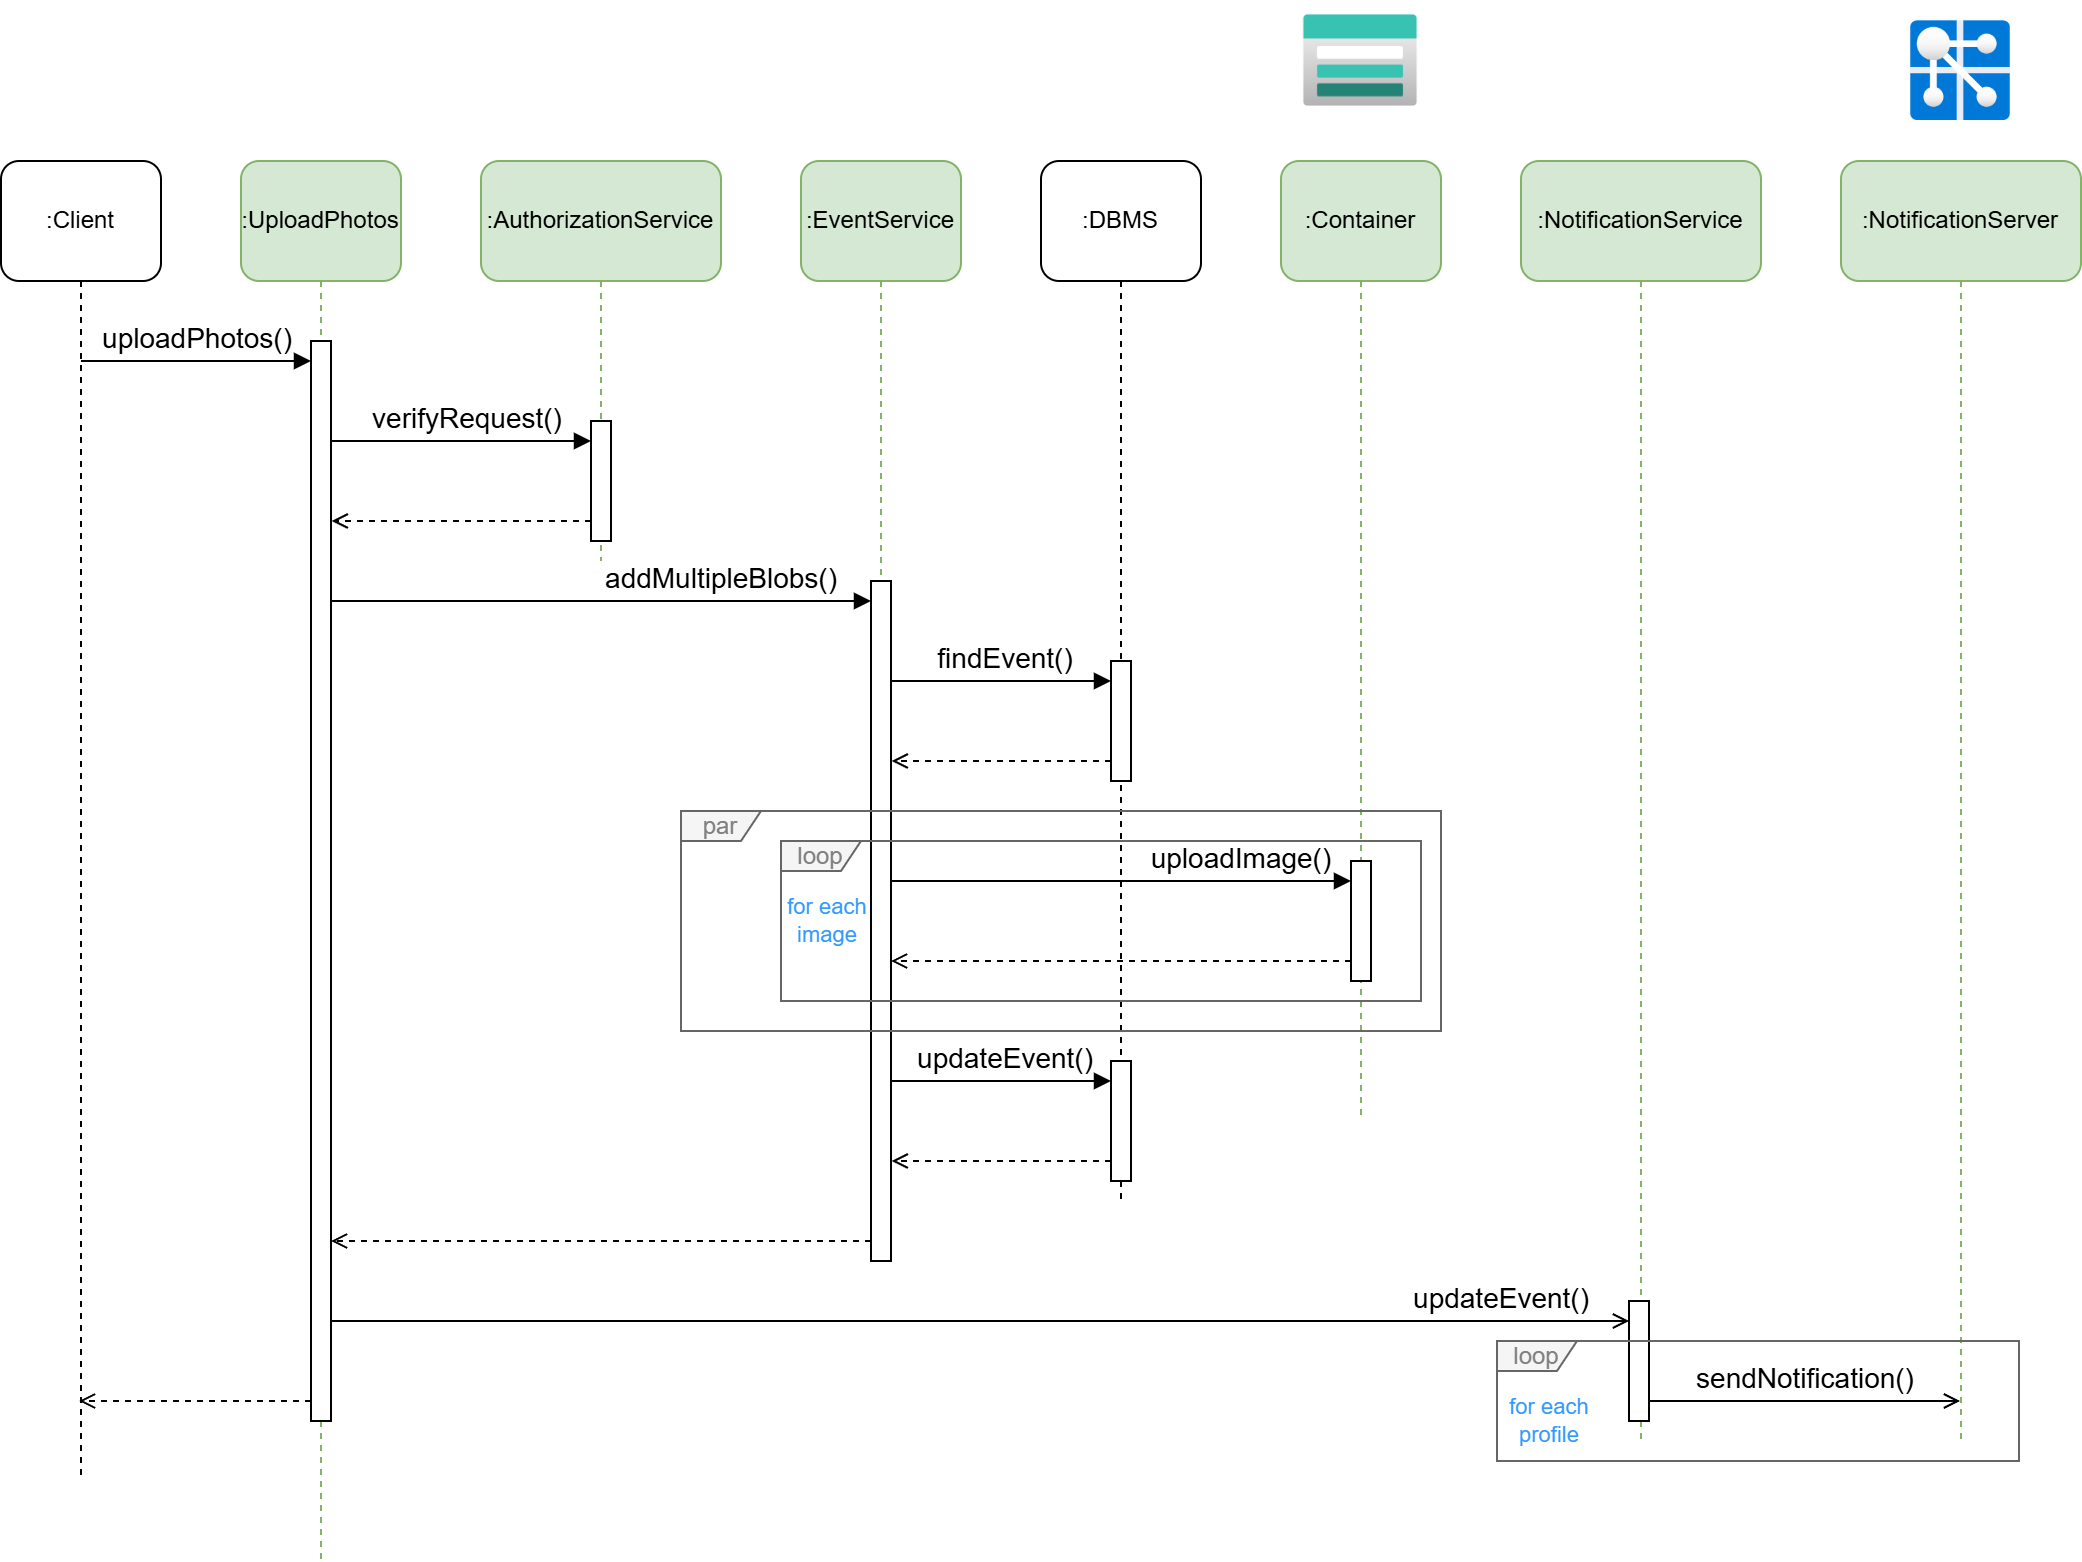 :Client
:UploadPhotos
:AuthorizationService
:EventService
:DBMS
:Container
:NotificationService
:NotificationServer
uploadPhotos()
verifyRequest()
addMultipleBlobs()
findEvent()
par
loop
uploadImage()
for each
image
updateEvent()
updateEvent()
loop
sendNotification()
for each
profile